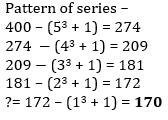 Pattern of series –
400 – (5³ + 1) = 274
274 – (4³ + 1) = 209
209 – (3³ + 1) = 181
181 – (2³ + 1) = 172
?= 172 – (1³ + 1) = 170